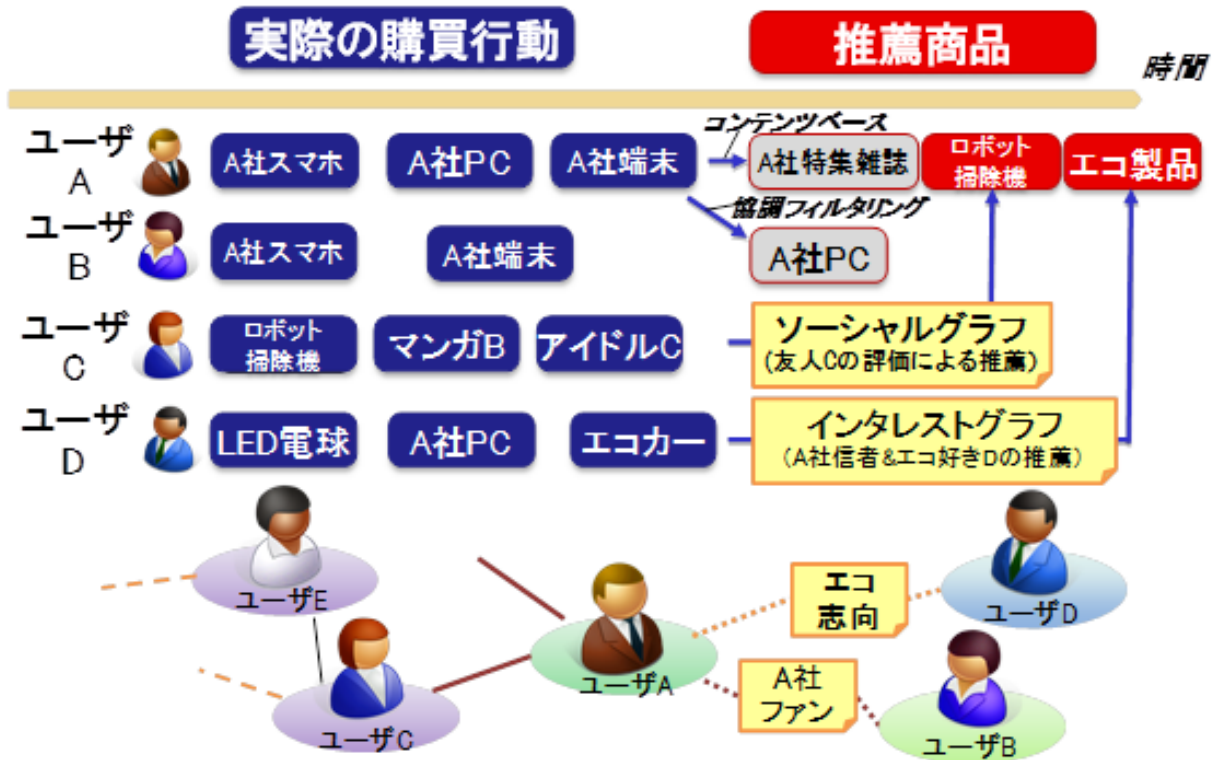 実際の購買行動
推薦商品
時間
ユーザ
A
A社スマホ
A社PC
A社端末
コンテンツベース
A社特集雑誌
ロボット
掃除機
エコ製品
協調フィルタリング
ユーザ
B
A社スマホ
A社端末
A社PC
ユーザ
C
ロボット
掃除機
マンガB
アイドルC
ソーシャルグラフ
(友人Cの評価による推薦)
ユーザ
D
LED電球
A社PC
エコカー
インタレストグラフ
(A社信者&エコ好きDの推薦)
ユーザE
ユーザC
ユーザA
エコ
志向
ユーザD
A社
ファン
ユーザB